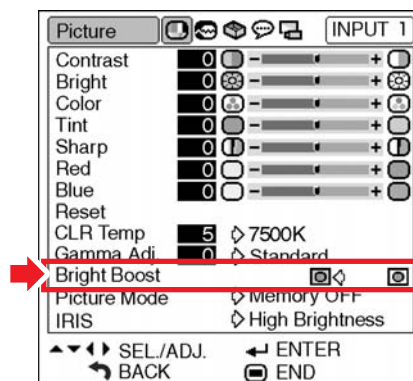 Picture INPUT 1
Contrast 0 - +
Bright 0 - +
Color 0 - +
Tint 0 - +
Sharp 0 - +
Red 0 - +
Blue 0 - +
Reset
CLR Temp 5 7500K
Gamma Adj 0 Standard
Bright Boost
Picture Mode Memory OFF
IRIS High Brightness
SEL./ADJ. ENTER
BACK END